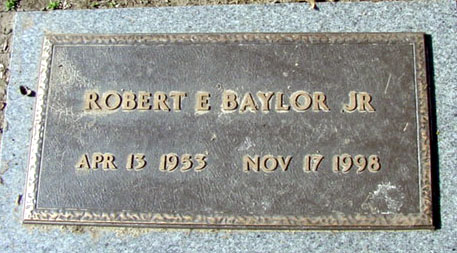 ROBERT E BAYLOR JR
APR 13 1953 NOV 17 1998